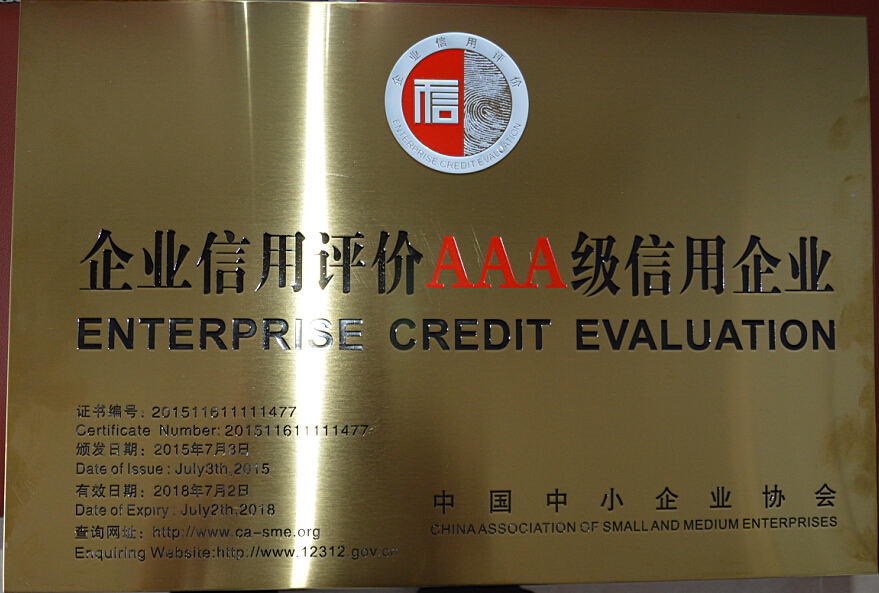 企业信用评价
信
ENTERPRISE CREDIT EVALUATION
企业信用评价AAA级信用企业
ENTERPRISE CREDIT EVALUATION
证书编号：201511611111477
Certificate Number: 201511611111477
颁发日期：2015年7月3日
Date of Issue : July3th,2015
有效日期：2018年7月2日
Date of Expiry : July2th,2018
查询网址：http://www.ca-sme.org
Enquiring Website:http://www.12312.gov.cn
中国中小企业协会
CHINA ASSOCIATION OF SMALL AND MEDIUM ENTERPRISES